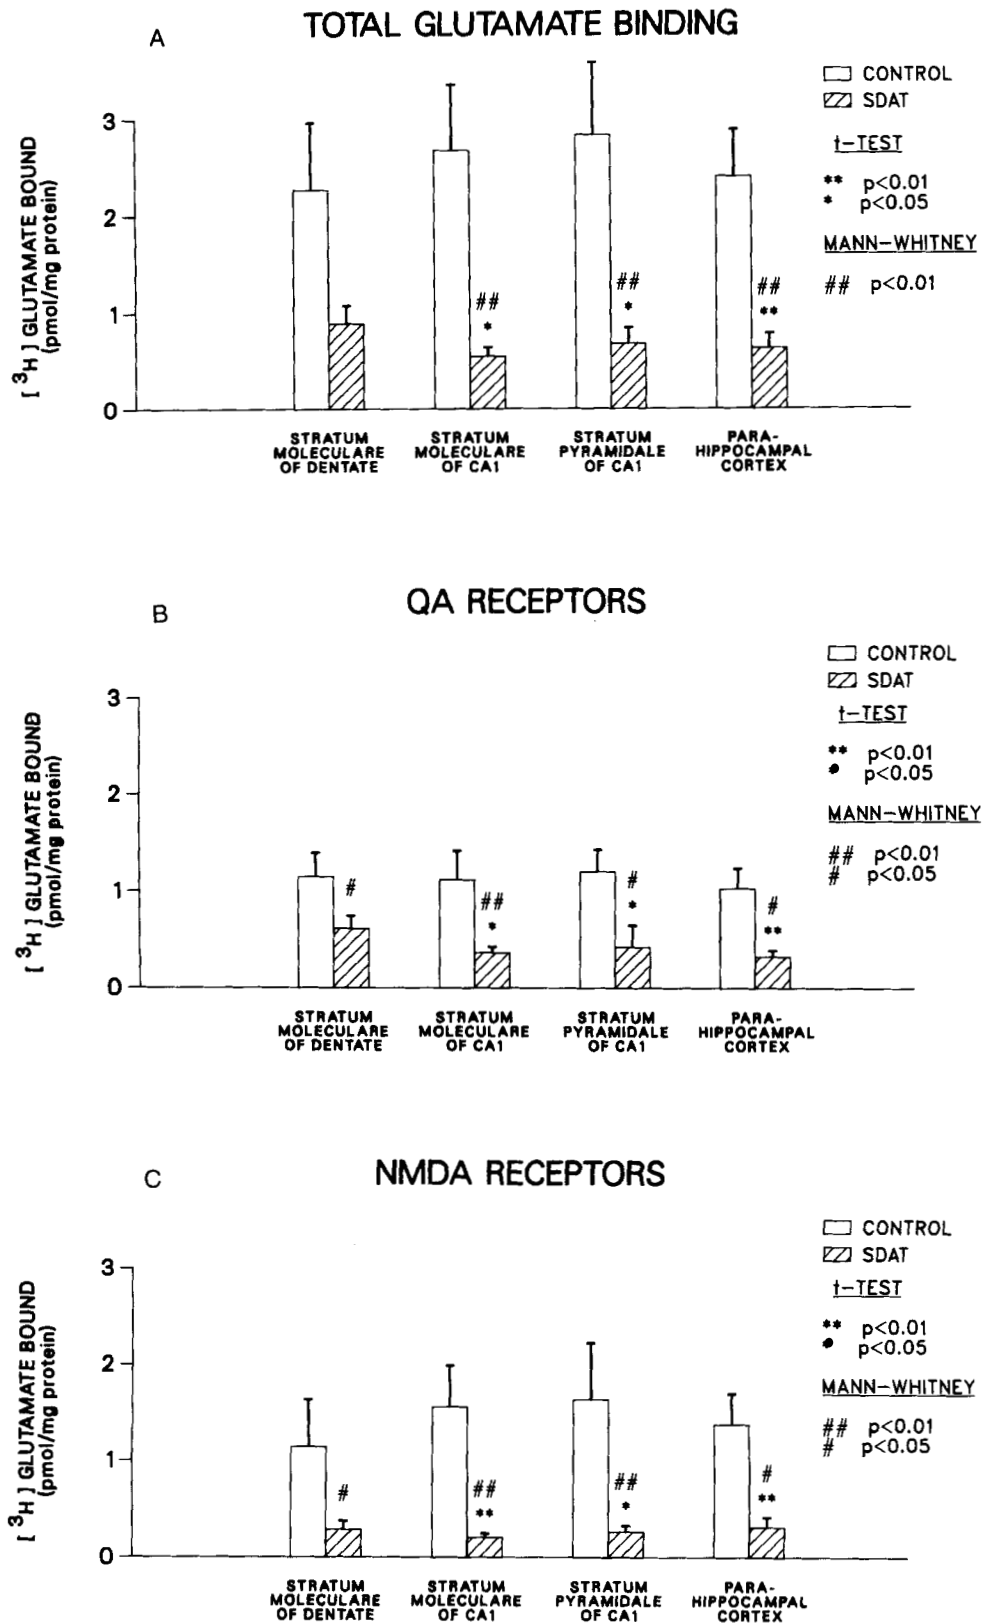 A
TOTAL GLUTAMATE BINDING
CONTROL
SDAT
t-TEST
** p<0.01
* p<0.05
MANN-WHITNEY
## p<0.01
[ ³H ] GLUTAMATE BOUND
(pmol/mg protein)
3
2
1
0
##
*
##
*
##
**
STRATUM
MOLECULARE
OF DENTATE
STRATUM
MOLECULARE
OF CA1
STRATUM
PYRAMIDALE
OF CA1
PARA-
HIPPOCAMPAL
CORTEX
B
QA RECEPTORS
CONTROL
SDAT
t-TEST
** p<0.01
* p<0.05
MANN-WHITNEY
## p<0.01
# p<0.05
[ ³H ] GLUTAMATE BOUND
(pmol/mg protein)
3
2
1
0
#
##
*
#
*
#
**
STRATUM
MOLECULARE
OF DENTATE
STRATUM
MOLECULARE
OF CA1
STRATUM
PYRAMIDALE
OF CA1
PARA-
HIPPOCAMPAL
CORTEX
C
NMDA RECEPTORS
CONTROL
SDAT
t-TEST
** p<0.01
* p<0.05
MANN-WHITNEY
## p<0.01
# p<0.05
[ ³H ] GLUTAMATE BOUND
(pmol/mg protein)
3
2
1
0
#
##
**
##
*
#
**
STRATUM
MOLECULARE
OF DENTATE
STRATUM
MOLECULARE
OF CA1
STRATUM
PYRAMIDALE
OF CA1
PARA-
HIPPOCAMPAL
CORTEX